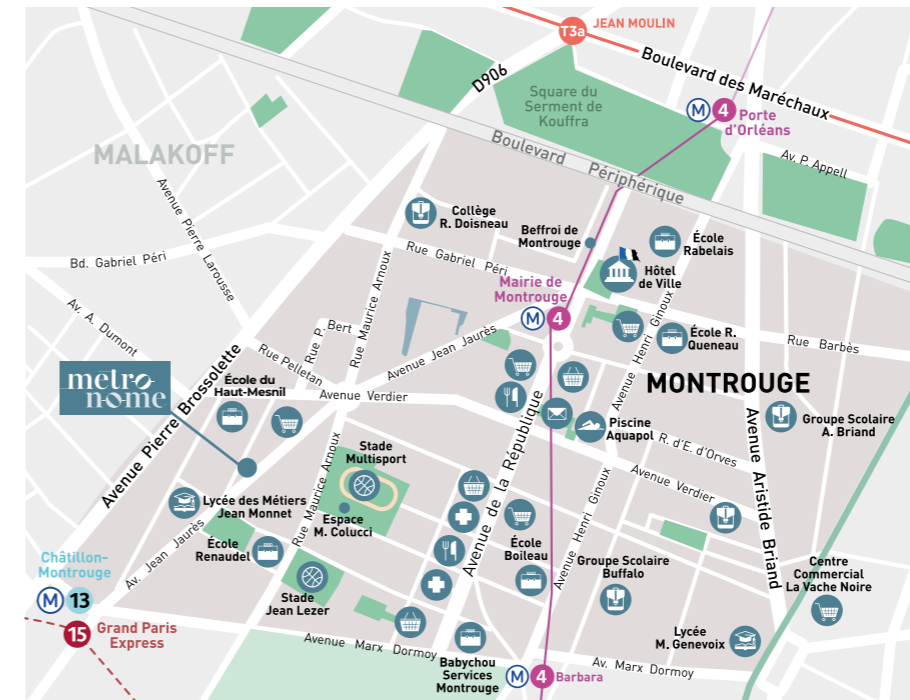 T3a
JEAN MOULIN
D906
Boulevard des Maréchaux
Square du
Serment de
Kouffra
M
4
Porte
d'Orléans
Boulevard Périphérique
Av. P. Appell
MALAKOFF
Avenue Pierre Larousse
Collège
R. Doisneau
Beffroi de
Montrouge
École
Rabelais
Rue Gabriel Péri
Hôtel
de Ville
Bd. Gabriel Péri
Rue Maurice Arnoux
Mairie de
Montrouge
M
4
Av. A. Dumont
Rue P. Bert
Avenue Jean Jaurès
Avenue Henri Ginoux
École R.
Queneau
Rue Barbès
Rue Pelletan
métro
nome
Avenue Pierre Brossolette
École du
Haut-Mesnil
Avenue Verdier
MONTROUGE
Piscine
Aquapol
Groupe Scolaire
A. Briand
R. d'E. d'Orves
Stade
Multisport
Avenue de la République
Avenue Verdier
Avenue Aristide Briand
Lycée des Métiers
Jean Monnet
Rue Maurice Arnoux
Espace
M. Colucci
Avenue Henri Ginoux
École
Renaudel
École
Boileau
Groupe Scolaire
Buffalo
Centre
Commercial
La Vache Noire
Châtillon-
Montrouge
M
13
Av. Jean Jaurès
Stade
Jean Lezer
15
Grand Paris
Express
Avenue Marx Dormoy
Lycée
M. Genevoix
Babychou
Services
Montrouge
M
4
Barbara
Av. Marx Dormoy